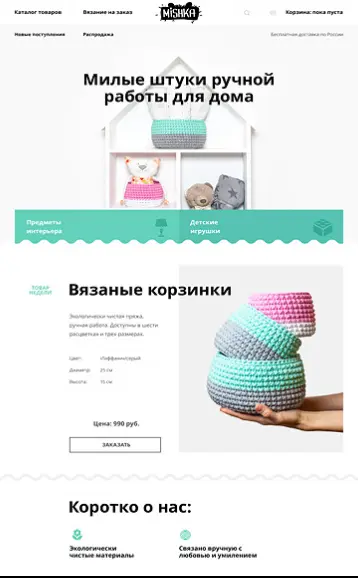 Каталог товаров
Вязание на заказ
MiSHKA
Корзина: пока пуста
Новые поступления
Распродажа
Бесплатная доставка по России
Милые штуки ручной
работы для дома
Предметы
интерьера
Детские
игрушки
ТОВАР
НЕДЕЛИ
Вязаные корзинки
Экологически чистая пряжа,
ручная работа. Доступны в шести
расцветках и трех размерах.
Цвет:
Диаметр: 25 см
Высота: 15 см
Цена: 990 руб.
ЗАКАЗАТЬ
Коротко о нас:
Экологически
чистые материалы
Связано вручную с
любовью и умилением